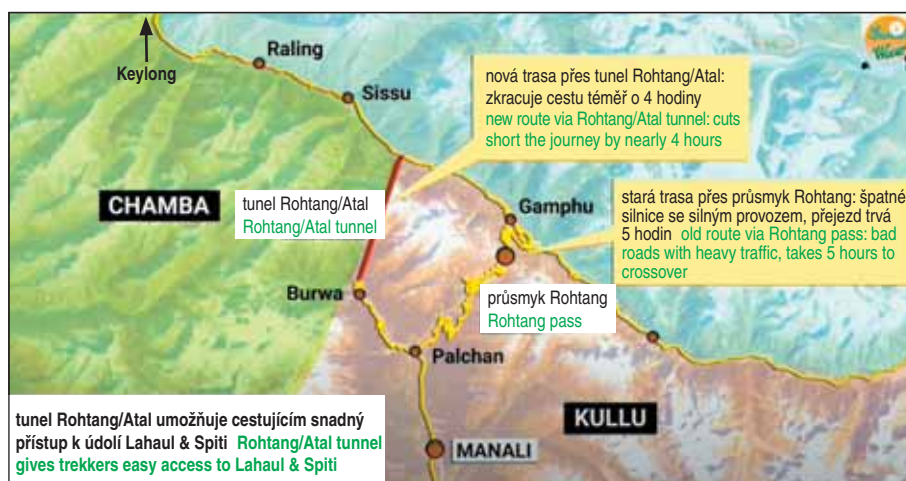 Keylong
Raling
Sissu
nová trasa přes tunel Rohtang/Atal:
zkracuje cestu téměř o 4 hodiny
new route via Rohtang/Atal tunnel: cuts
short the journey by nearly 4 hours
CHAMBA
tunel Rohtang/Atal
Rohtang/Atal tunnel
Gamphu
stará trasa přes průsmyk Rohtang: špatné
silnice se silným provozem, přejezd trvá
5 hodin old route via Rohtang pass: bad
roads with heavy traffic, takes 5 hours to
crossover
Burwa
průsmyk Rohtang
Rohtang pass
Palchan
KULLU
tunel Rohtang/Atal umožňuje cestujícím snadný
přístup k údolí Lahaul & Spiti Rohtang/Atal tunnel
gives trekkers easy access to Lahaul & Spiti
MANALI